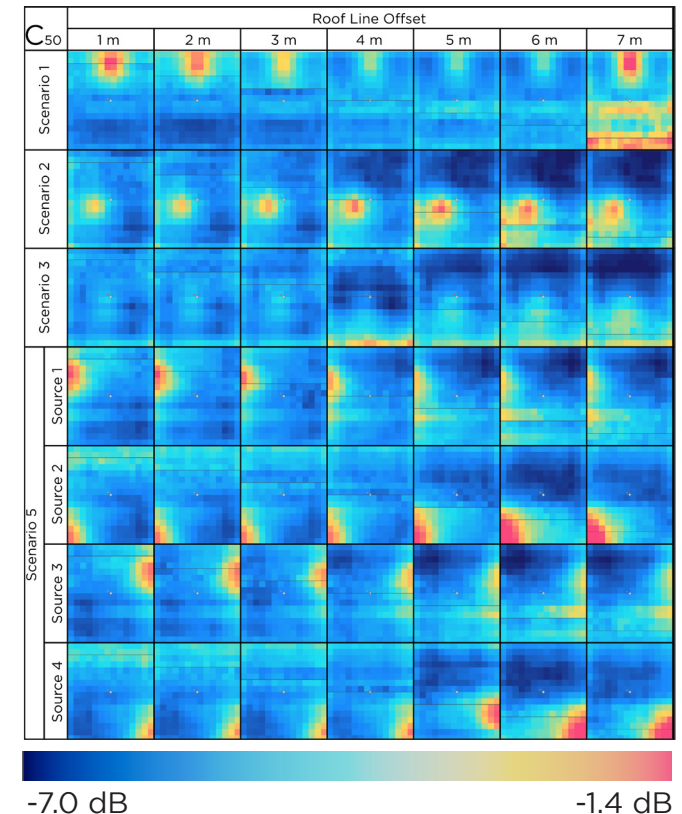 Roof Line Offset
C50 1 m 2 m 3 m 4 m 5 m 6 m 7 m
Scenario 1
Scenario 2
Scenario 3
Scenario 5
Source 1
Source 2
Source 3
Source 4
-7.0 dB -1.4 dB